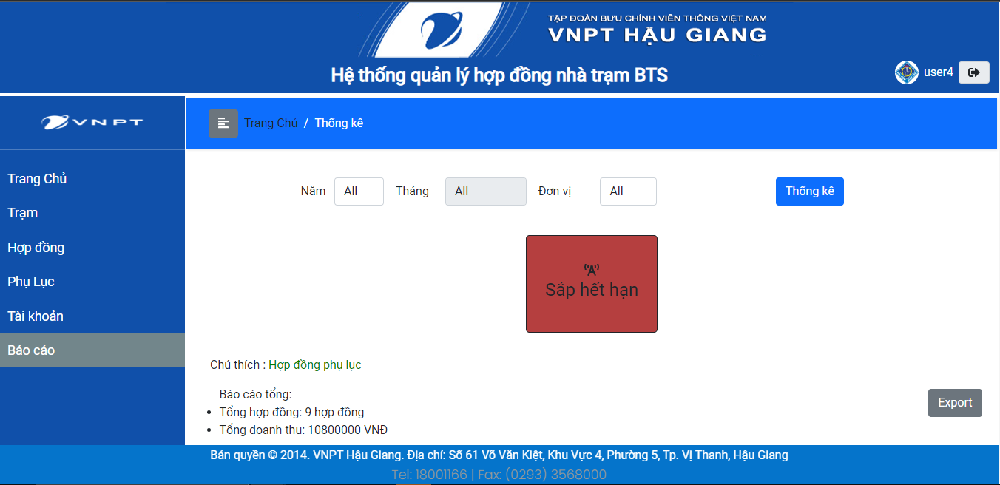 TẬP ĐOÀN BƯU CHÍNH VIỄN THÔNG VIỆT NAM
VNPT HẬU GIANG
Hệ thống quản lý hợp đồng nhà trạm BTS
user4
VNPT
Trang Chủ / Thống kê
Trang Chủ
Trạm
Hợp đồng
Phụ Lục
Tài khoản
Báo cáo
Năm All Tháng All Đơn vị All Thống kê
Sắp hết hạn
Chú thích : Hợp đồng phụ lục
Báo cáo tổng:
Tổng hợp đồng: 9 hợp đồng
Tổng doanh thu: 10800000 VNĐ
Export
Bản quyền © 2014. VNPT Hậu Giang. Địa chỉ: Số 61 Võ Văn Kiệt, Khu Vực 4, Phường 5, Tp. Vị Thanh, Hậu Giang
Tel: 18001166 | Fax: (0293) 3568000